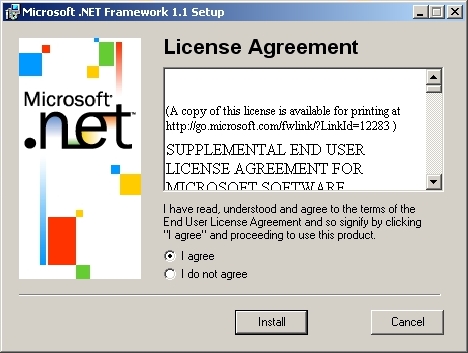 Microsoft .NET Framework 1.1 Setup
License Agreement
Microsoft®
.net™
(A copy of this license is available for printing at
http://go.microsoft.com/fwlink/?LinkId=12283 )
SUPPLEMENTAL END USER
LICENSE AGREEMENT FOR
MICROSOFT SOFTWARE
I have read, understood and agree to the terms of the
End User License Agreement and so signify by clicking
"I agree" and proceeding to use this product.
I agree
I do not agree
Install
Cancel